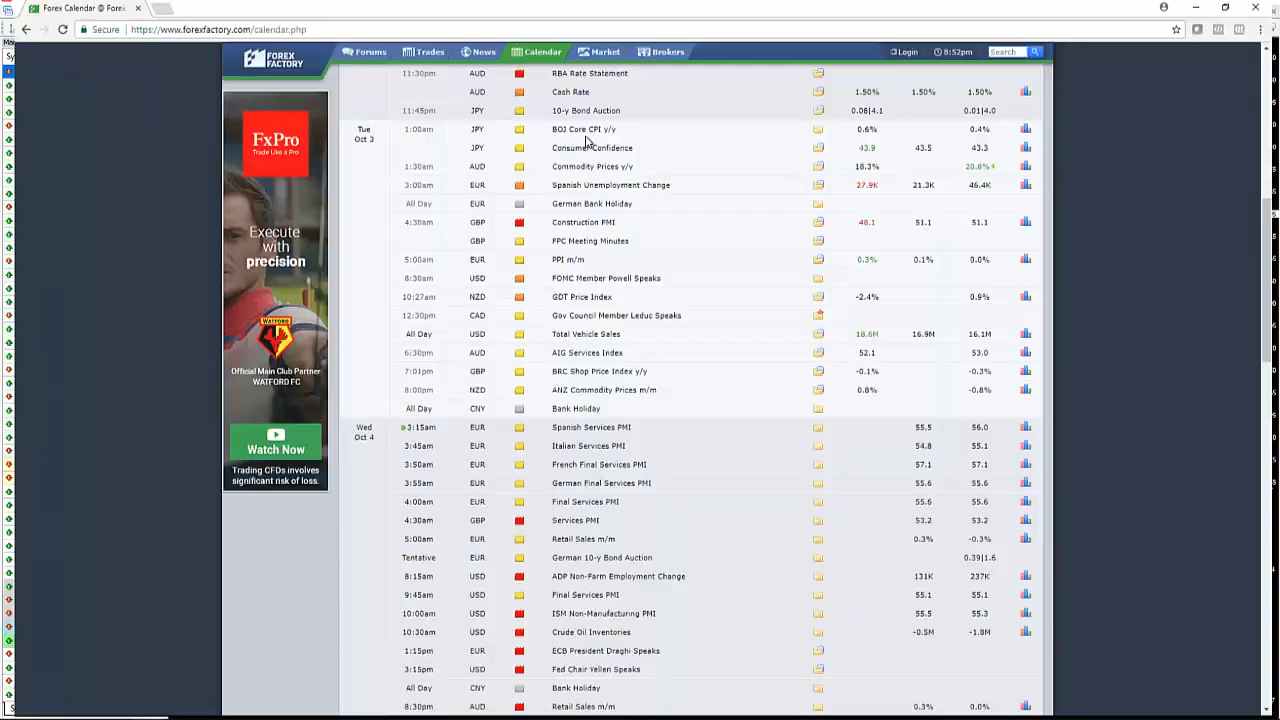 Forex Calendar @ Forex
Secure https://www.forexfactory.com/calendar.php
FOREX FACTORY Forums Trades News Calendar Market Brokers Login 8:52pm Search
11:30pm AUD RBA Rate Statement
AUD Cash Rate 1.50% 1.50% 1.50%
11:45pm JPY 10-y Bond Auction 0.08|4.1 0.01|4.0
Tue Oct 3 1:00am JPY BOJ Core CPI y/y 0.6% 0.4%
JPY Consumer Confidence 43.9 43.5 43.3
1:30am AUD Commodity Prices y/y 18.3% 20.8%
3:00am EUR Spanish Unemployment Change 27.9K 21.3K 46.4K
All Day EUR German Bank Holiday
4:30am GBP Construction PMI 48.1 51.1 51.1
GBP FPC Meeting Minutes
5:00am EUR PPI m/m 0.3% 0.1% 0.0%
8:30am USD FOMC Member Powell Speaks
10:27am NZD GDT Price Index -2.4% 0.9%
12:30pm CAD Gov Council Member Leduc Speaks
All Day USD Total Vehicle Sales 18.6M 16.9M 16.1M
6:30pm AUD AIG Services Index 52.1 53.0
7:01pm GBP BRC Shop Price Index y/y -0.1% -0.3%
8:00pm NZD ANZ Commodity Prices m/m 0.8% -0.8%
All Day CNY Bank Holiday
Wed Oct 4 3:15am EUR Spanish Services PMI 55.5 56.0
3:45am EUR Italian Services PMI 54.8 55.1
3:50am EUR French Final Services PMI 57.1 57.1
3:55am EUR German Final Services PMI 55.6 55.6
4:00am EUR Final Services PMI 55.6 55.6
4:30am GBP Services PMI 53.2 53.2
5:00am EUR Retail Sales m/m 0.3% -0.3%
Tentative EUR German 10-y Bond Auction 0.39|1.6
8:15am USD ADP Non-Farm Employment Change 131K 237K
9:45am USD Final Services PMI 55.1 55.1
10:00am USD ISM Non-Manufacturing PMI 55.5 55.3
10:30am USD Crude Oil Inventories -0.5M -1.8M
1:15pm EUR ECB President Draghi Speaks
3:15pm USD Fed Chair Yellen Speaks
All Day CNY Bank Holiday
8:30pm AUD Retail Sales m/m 0.3% 0.0%
FxPro
Trade Like a Pro
Execute
with
precision
WATFORD
Official Main Club Partner
WATFORD FC
Watch Now
Trading CFDs involves
significant risk of loss.